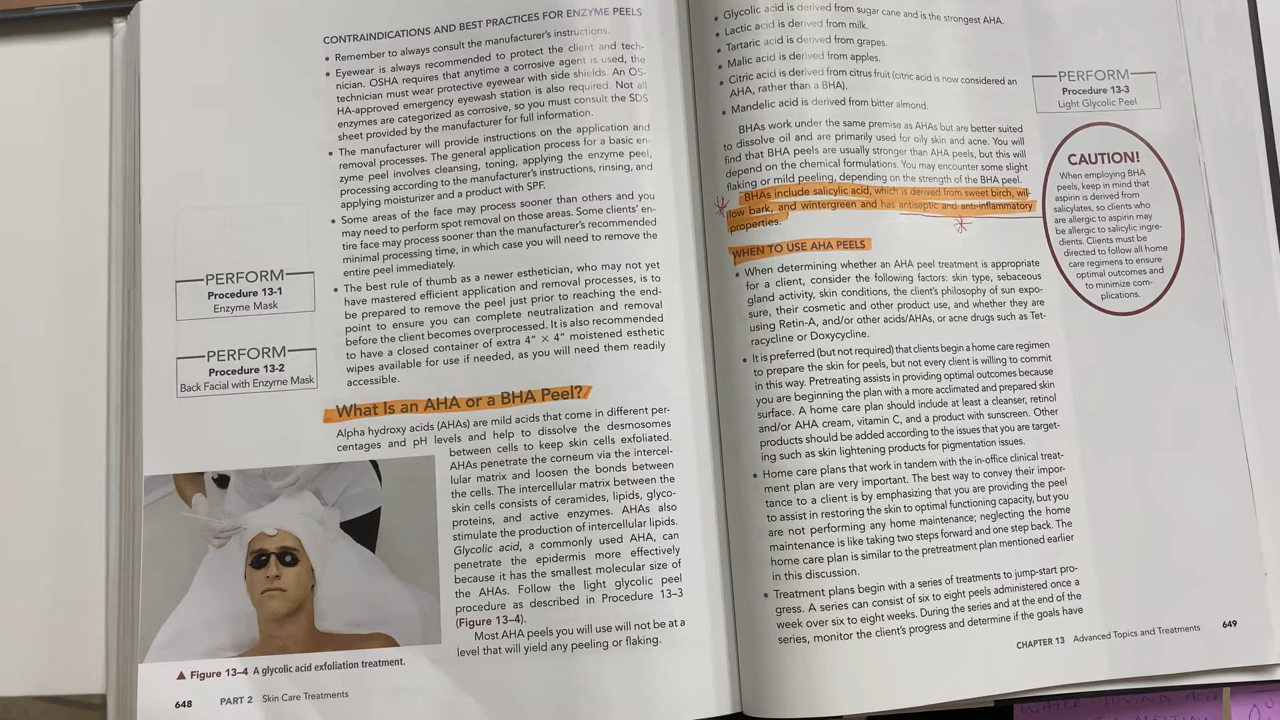 CONTRAINDICATIONS AND BEST PRACTICES FOR ENZYME PEELS
• Remember to always consult the manufacturer's instructions.
• Eyewear is always recommended to protect the client and tech-
nician. OSHA requires that anytime a corrosive agent is used, the
technician must wear protective eyewear with side shields. An OS-
HA-approved emergency eyewash station is also required. Not all
enzymes are categorized as corrosive, so you must consult the SDS
sheet provided by the manufacturer for full information.
• The manufacturer will provide instructions on the application and
removal processes. The general application process for a basic en-
zyme peel involves cleansing, toning, applying the enzyme peel,
processing according to the manufacturer's instructions, rinsing, and
applying moisturizer and a product with SPF.
• Some areas of the face may process sooner than others and you
may need to perform spot removal on those areas. Some clients' en-
tire face may process sooner than the manufacturer's recommended
minimal processing time, in which case you will need to remove the
entire peel immediately.
• The best rule of thumb as a newer esthetician, who may not yet
have mastered efficient application and removal processes, is to
be prepared to remove the peel just prior to reaching the end-
point to ensure you can complete neutralization and removal
before the client becomes overprocessed. It is also recommended
to have a closed container of extra 4" × 4" moistened esthetic
wipes available for use if needed, as you will need them readily
accessible.
PERFORM
Procedure 13-1
Enzyme Mask
PERFORM
Procedure 13-2
Back Facial with Enzyme Mask
What Is an AHA or a BHA Peel?
Alpha hydroxy acids (AHAs) are mild acids that come in different per-
centages and pH levels and help to dissolve the desmosomes
between cells to keep skin cells exfoliated.
AHAs penetrate the corneum via the intercel-
lular matrix and loosen the bonds between
the cells. The intercellular matrix between the
skin cells consists of ceramides, lipids, glyco-
proteins, and active enzymes. AHAs also
stimulate the production of intercellular lipids.
Glycolic acid, a commonly used AHA, can
penetrate the epidermis more effectively
because it has the smallest molecular size of
the AHAs. Follow the light glycolic peel
procedure as described in Procedure 13–3
(Figure 13–4).
Most AHA peels you will use will not be at a
level that will yield any peeling or flaking.
▲ Figure 13–4 A glycolic acid exfoliation treatment.
648 PART 2 Skin Care Treatments
• Glycolic acid is derived from sugar cane and is the strongest AHA.
• Lactic acid is derived from milk.
• Tartaric acid is derived from grapes.
• Malic acid is derived from apples.
• Citric acid is derived from citrus fruit (citric acid is now considered an
AHA, rather than a BHA).
• Mandelic acid is derived from bitter almond.
BHAs work under the same premise as AHAs but are better suited
to dissolve oil and are primarily used for oily skin and acne. You will
find that BHA peels are usually stronger than AHA peels, but this will
depend on the chemical formulations. You may encounter some slight
flaking or mild peeling, depending on the strength of the BHA peel.
BHAs include salicylic acid, which is derived from sweet birch, wil-
low bark, and wintergreen and has antiseptic and anti-inflammatory
properties.
WHEN TO USE AHA PEELS
• When determining whether an AHA peel treatment is appropriate
for a client, consider the following factors: skin type, sebaceous
gland activity, skin conditions, the client's philosophy of sun expo-
sure, their cosmetic and other product use, and whether they are
using Retin-A, and/or other acids/AHAs, or acne drugs such as Tet-
racycline or Doxycycline.
• It is preferred (but not required) that clients begin a home care regimen
to prepare the skin for peels, but not every client is willing to commit
in this way. Pretreating assists in providing optimal outcomes because
you are beginning the plan with a more acclimated and prepared skin
surface. A home care plan should include at least a cleanser, retinol
and/or AHA cream, vitamin C, and a product with sunscreen. Other
products should be added according to the issues that you are target-
ing such as skin lightening products for pigmentation issues.
• Home care plans that work in tandem with the in-office clinical treat-
ment plan are very important. The best way to convey their impor-
tance to a client is by emphasizing that you are providing the peel
to assist in restoring the skin to optimal functioning capacity, but you
are not performing any home maintenance; neglecting the home
maintenance is like taking two steps forward and one step back. The
home care plan is similar to the pretreatment plan mentioned earlier
in this discussion.
• Treatment plans begin with a series of treatments to jump-start pro-
gress. A series can consist of six to eight peels administered once a
week over six to eight weeks. During the series and at the end of the
series, monitor the client's progress and determine if the goals have
PERFORM
Procedure 13-3
Light Glycolic Peel
CAUTION!
When employing BHA
peels, keep in mind that
aspirin is derived from
salicylates, so clients who
are allergic to aspirin may
be allergic to salicylic ingre-
dients. Clients must be
directed to follow all home
care regimens to ensure
optimal outcomes and
to minimize com-
plications.
CHAPTER 13 Advanced Topics and Treatments 649